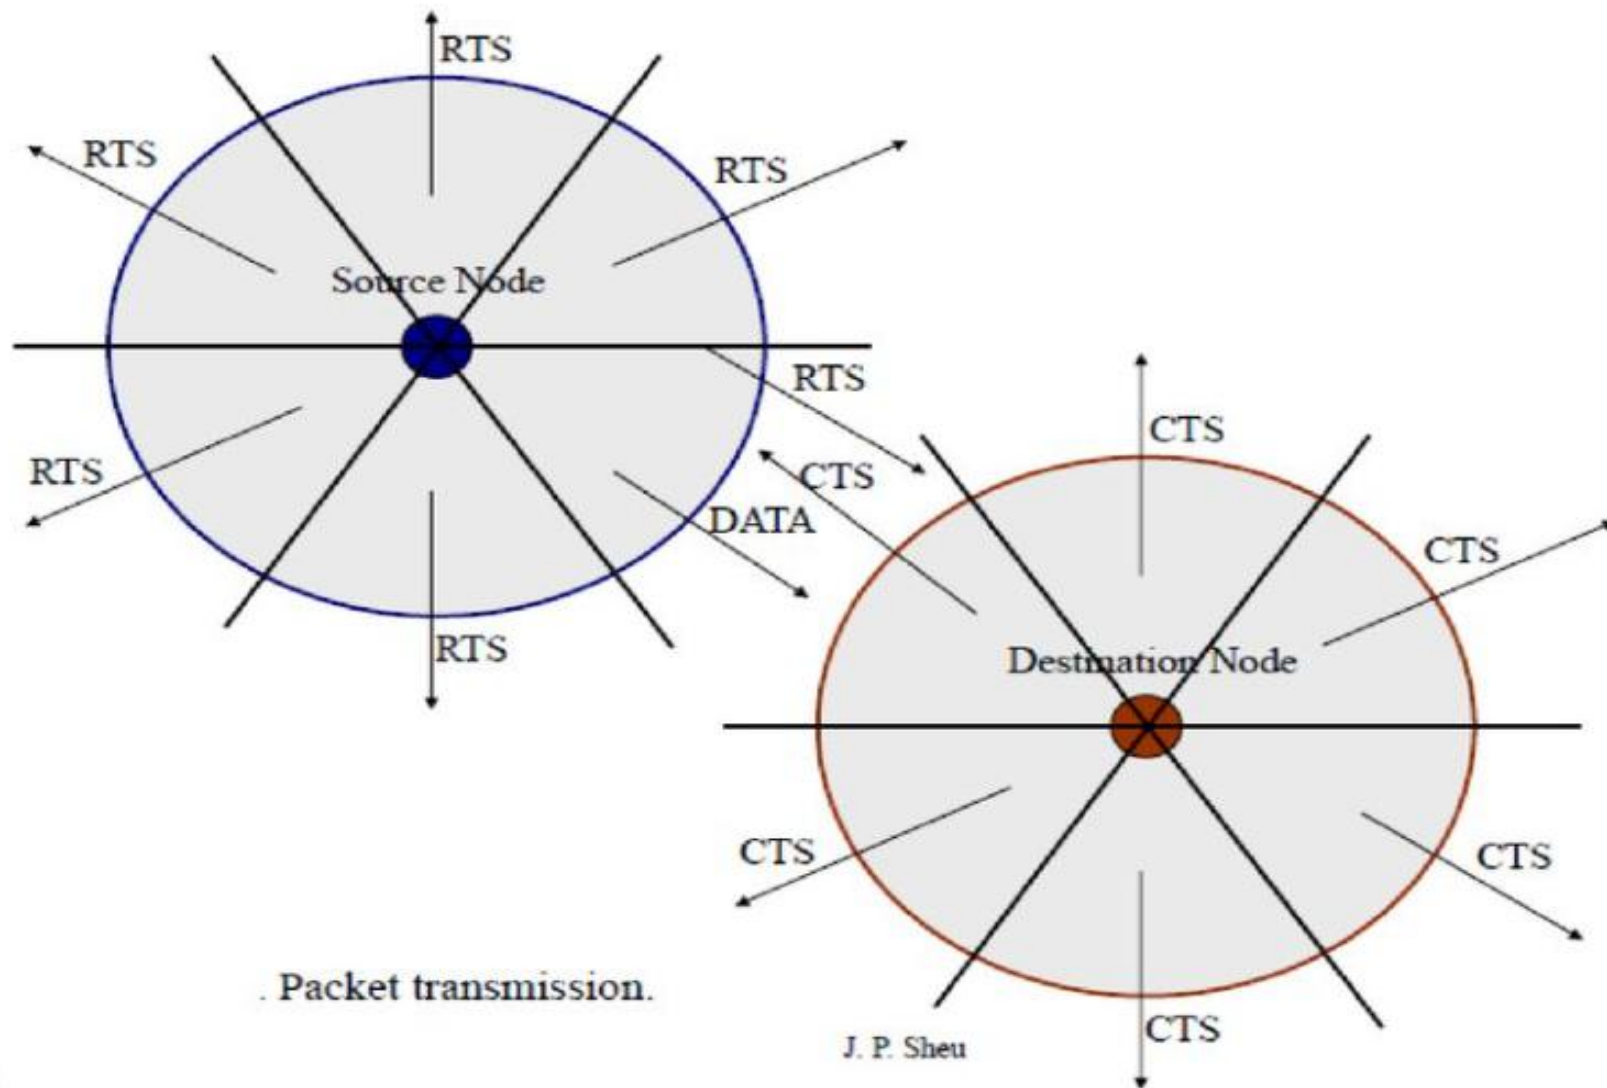 RTS
RTS
RTS
Source Node
RTS
CTS
CTS
RTS
DATA
CTS
RTS
Destination Node
CTS
CTS
. Packet transmission.
CTS
J. P. Sheu